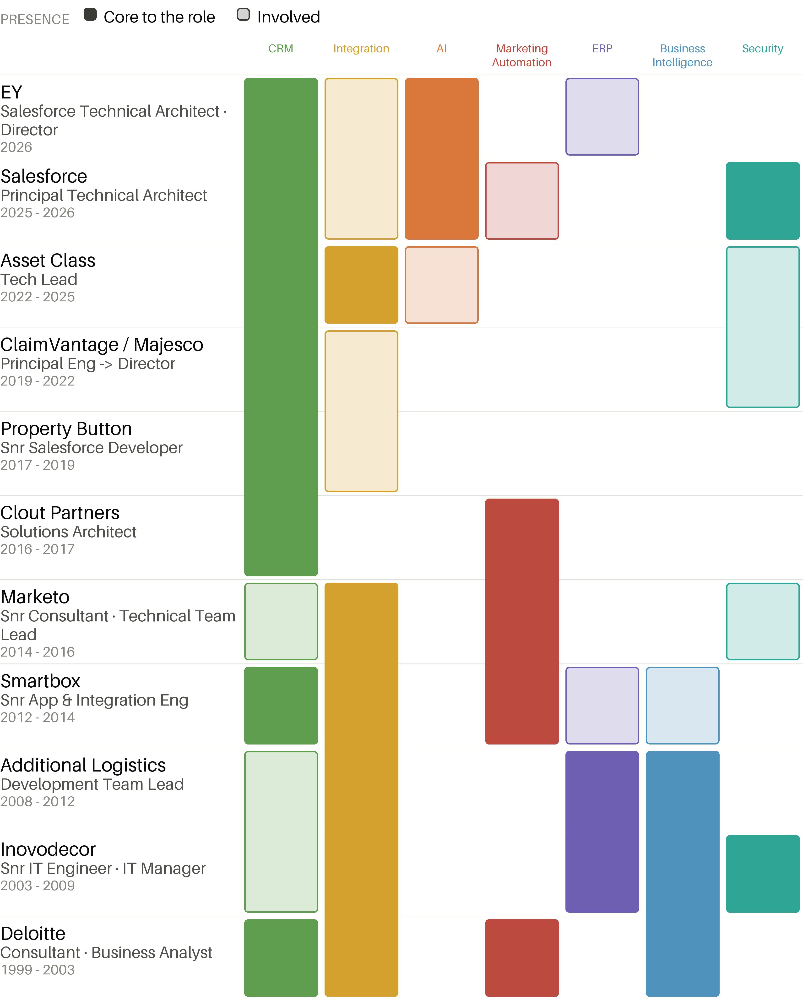 PRESENCE Core to the role Involved
CRM Integration AI Marketing Automation ERP Business Intelligence Security
EY
Salesforce Technical Architect ·
Director
2026
Salesforce
Principal Technical Architect
2025 - 2026
Asset Class
Tech Lead
2022 - 2025
ClaimVantage / Majesco
Principal Eng -> Director
2019 - 2022
Property Button
Snr Salesforce Developer
2017 - 2019
Clout Partners
Solutions Architect
2016 - 2017
Marketo
Snr Consultant · Technical Team
Lead
2014 - 2016
Smartbox
Snr App & Integration Eng
2012 - 2014
Additional Logistics
Development Team Lead
2008 - 2012
Inovodecor
Snr IT Engineer · IT Manager
2003 - 2009
Deloitte
Consultant · Business Analyst
1999 - 2003